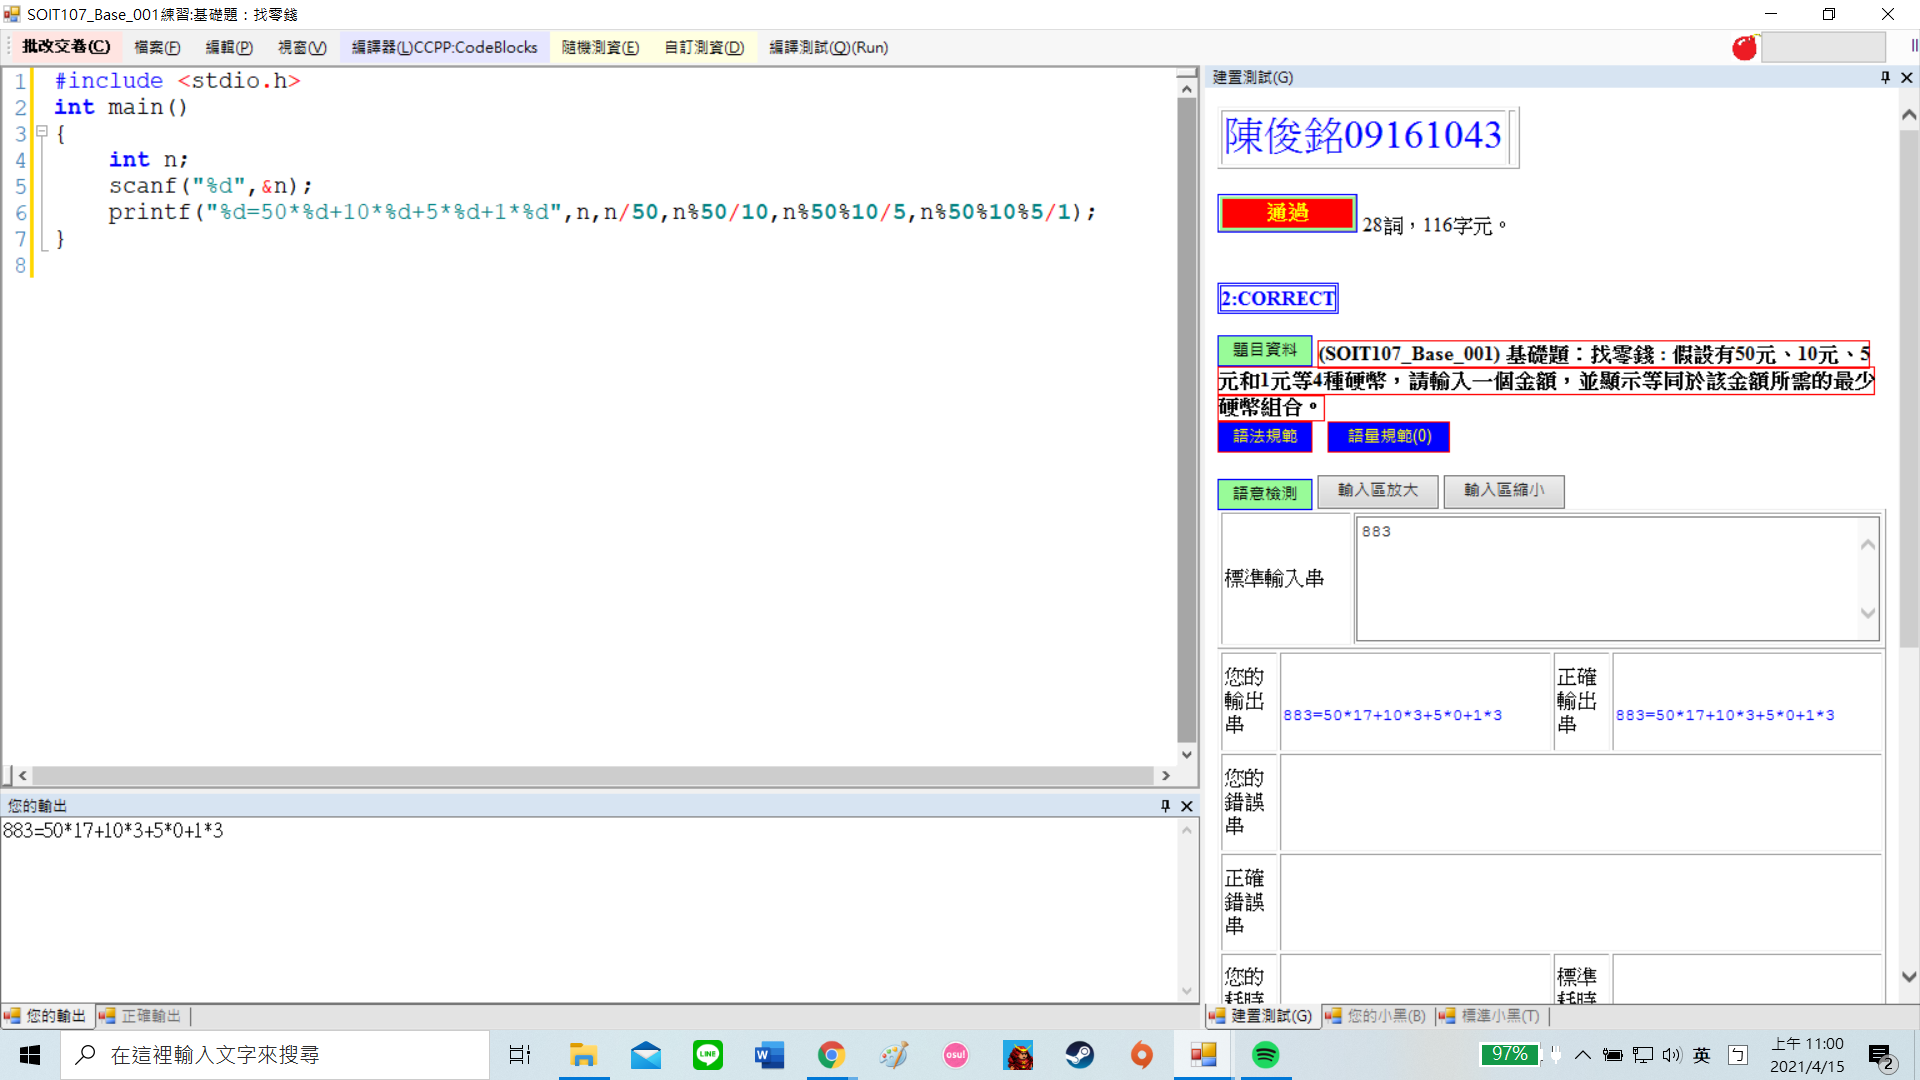 SOIT107_Base_001練習:基礎題：找零錢
批改交卷(C) 檔案(F) 編輯(P) 視窗(V) 編譯器(L)CCPP:CodeBlocks 隨機測資(E) 自訂測資(D) 編譯測試(Q)(Run)
1 #include <stdio.h>
2 int main()
3 {
4 int n;
5 scanf("%d",&n);
6 printf("%d=50*%d+10*%d+5*%d+1*%d",n,n/50,n%50/10,n%50%10/5,n%50%10%5/1);
7 }
8
您的輸出
883=50*17+10*3+5*0+1*3
您的輸出 正確輸出
建置測試(G)
陳俊銘09161043
通過 28詞，116字元。
2:CORRECT
題目資料 (SOIT107_Base_001) 基礎題：找零錢 : 假設有50元、10元、5
元和1元等4種硬幣，請輸入一個金額，並顯示等同於該金額所需的最少
硬幣組合。
語法規範 語量規範(0)
語意檢測 輸入區放大 輸入區縮小
標準輸入串 883
您的輸出串 883=50*17+10*3+5*0+1*3 正確輸出串 883=50*17+10*3+5*0+1*3
您的錯誤串
正確錯誤串
您的耗時 標準耗時
建置測試(G) 您的小黑(B) 標準小黑(T)
在這裡輸入文字來搜尋
LINE
W
osu!
97%
英
ㄅ
上午 11:00
2021/4/15
2